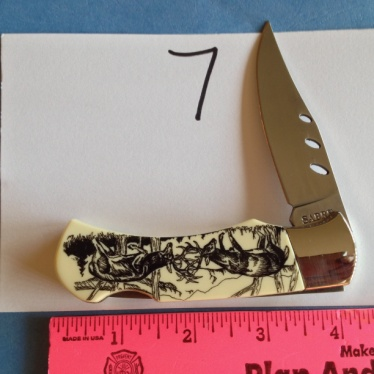 7
MADE IN USA 1 2 3 4
Make
Plan And